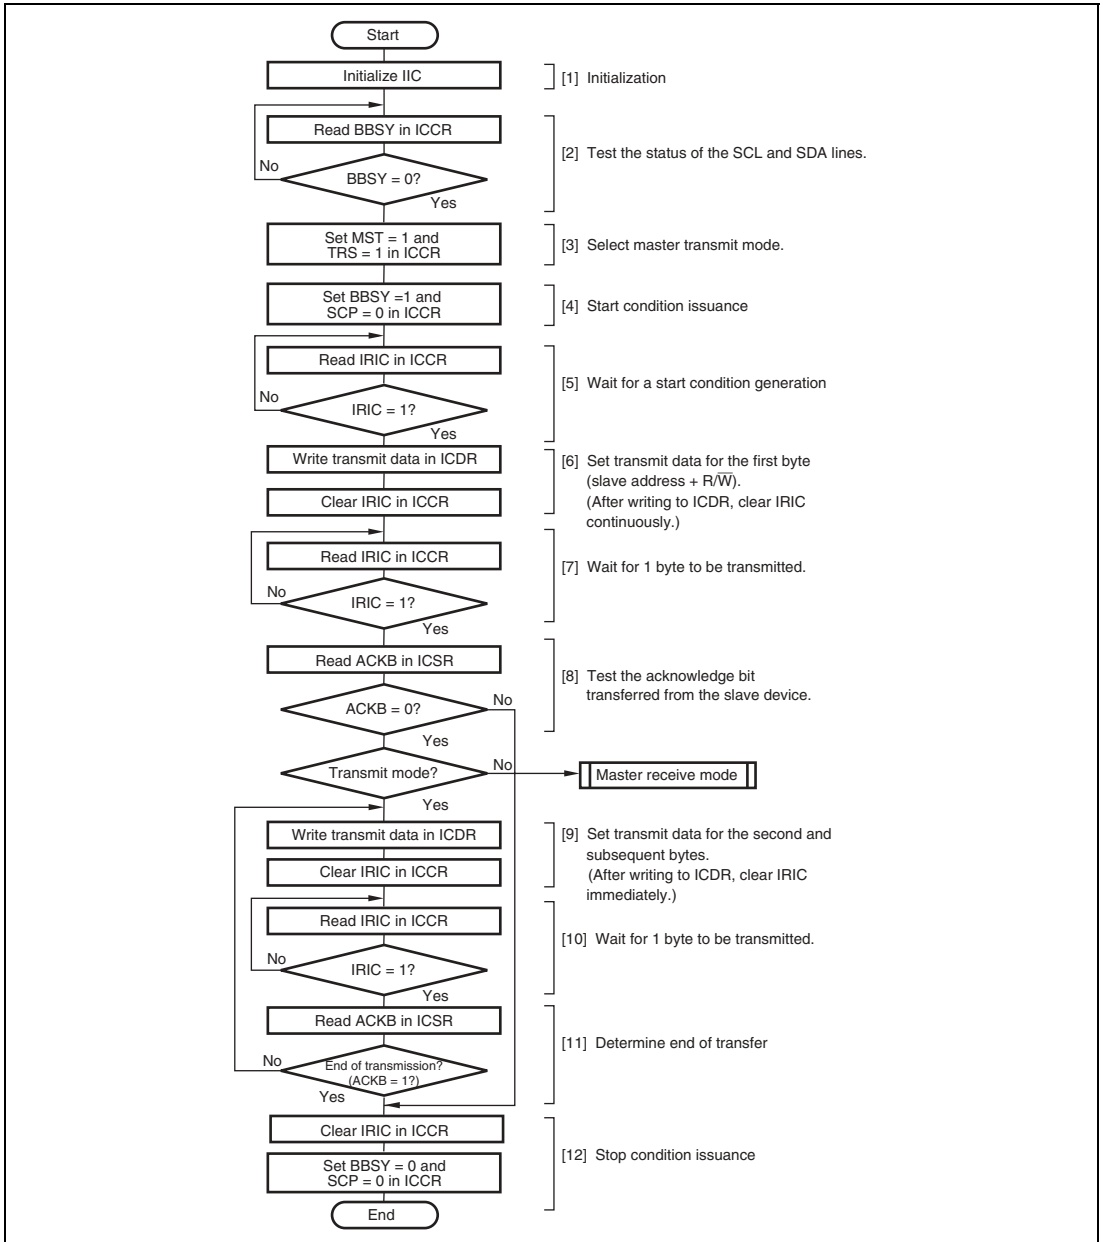 Start
Initialize IIC
[1] Initialization
Read BBSY in ICCR
[2] Test the status of the SCL and SDA lines.
No
BBSY = 0?
Yes
Set MST = 1 and
TRS = 1 in ICCR
[3] Select master transmit mode.
Set BBSY =1 and
SCP = 0 in ICCR
[4] Start condition issuance
Read IRIC in ICCR
[5] Wait for a start condition generation
No
IRIC = 1?
Yes
Write transmit data in ICDR
[6] Set transmit data for the first byte
(slave address + R/W̅).
(After writing to ICDR, clear IRIC
continuously.)
Clear IRIC in ICCR
Read IRIC in ICCR
[7] Wait for 1 byte to be transmitted.
No
IRIC = 1?
Yes
Read ACKB in ICSR
[8] Test the acknowledge bit
transferred from the slave device.
No
ACKB = 0?
Yes
No
Transmit mode?
Master receive mode
Yes
Write transmit data in ICDR
[9] Set transmit data for the second and
subsequent bytes.
(After writing to ICDR, clear IRIC
immediately.)
Clear IRIC in ICCR
Read IRIC in ICCR
[10] Wait for 1 byte to be transmitted.
No
IRIC = 1?
Yes
Read ACKB in ICSR
[11] Determine end of transfer
No
End of transmission?
(ACKB = 1?)
Yes
Clear IRIC in ICCR
[12] Stop condition issuance
Set BBSY = 0 and
SCP = 0 in ICCR
End